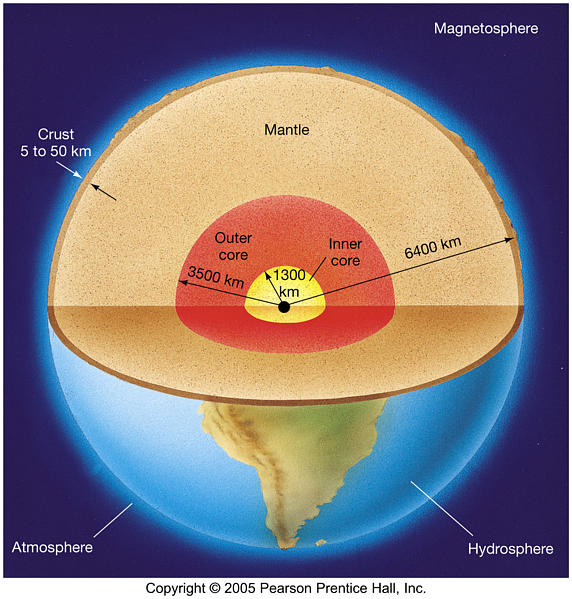 Magnetosphere
Crust
5 to 50 km
Mantle
Outer
core
Inner
core
6400 km
3500 km
1300
km
Atmosphere
Hydrosphere
Copyright © 2005 Pearson Prentice Hall, Inc.